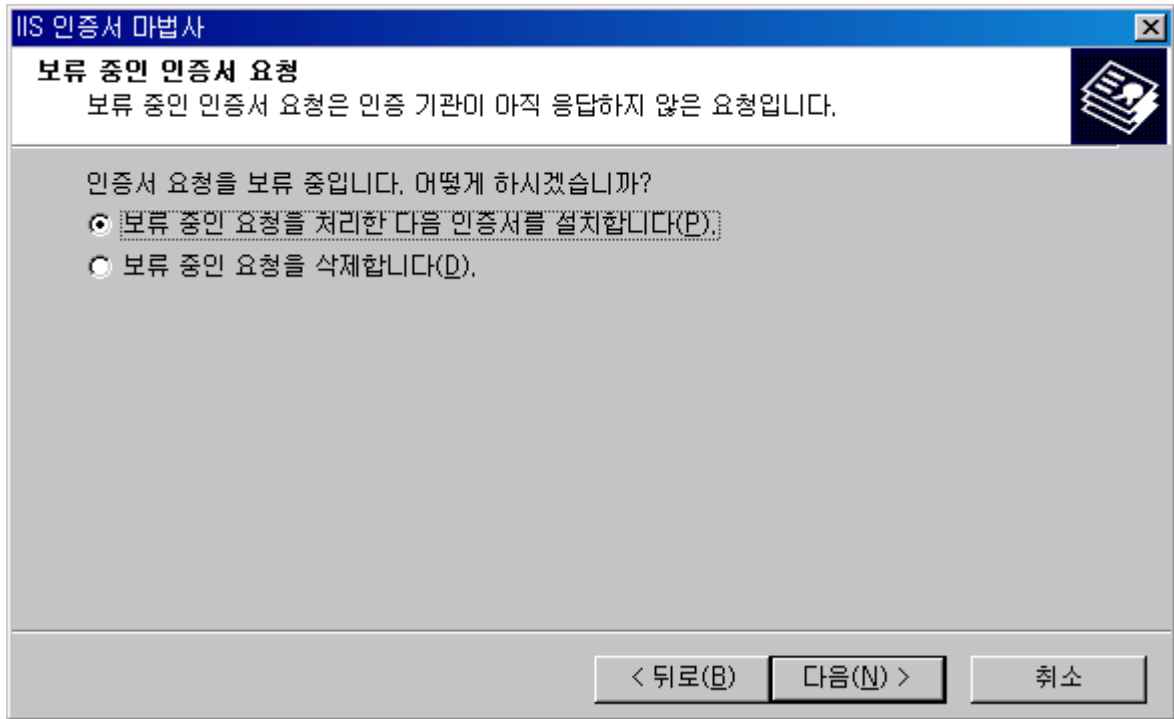 IIS 인증서 마법사
보류 중인 인증서 요청
보류 중인 인증서 요청은 인증 기관이 아직 응답하지 않은 요청입니다.
인증서 요청을 보류 중입니다. 어떻게 하시겠습니까?
보류 중인 요청을 처리한 다음 인증서를 설치합니다(P).
보류 중인 요청을 삭제합니다(D).
< 뒤로(B) 다음(N) > 취소